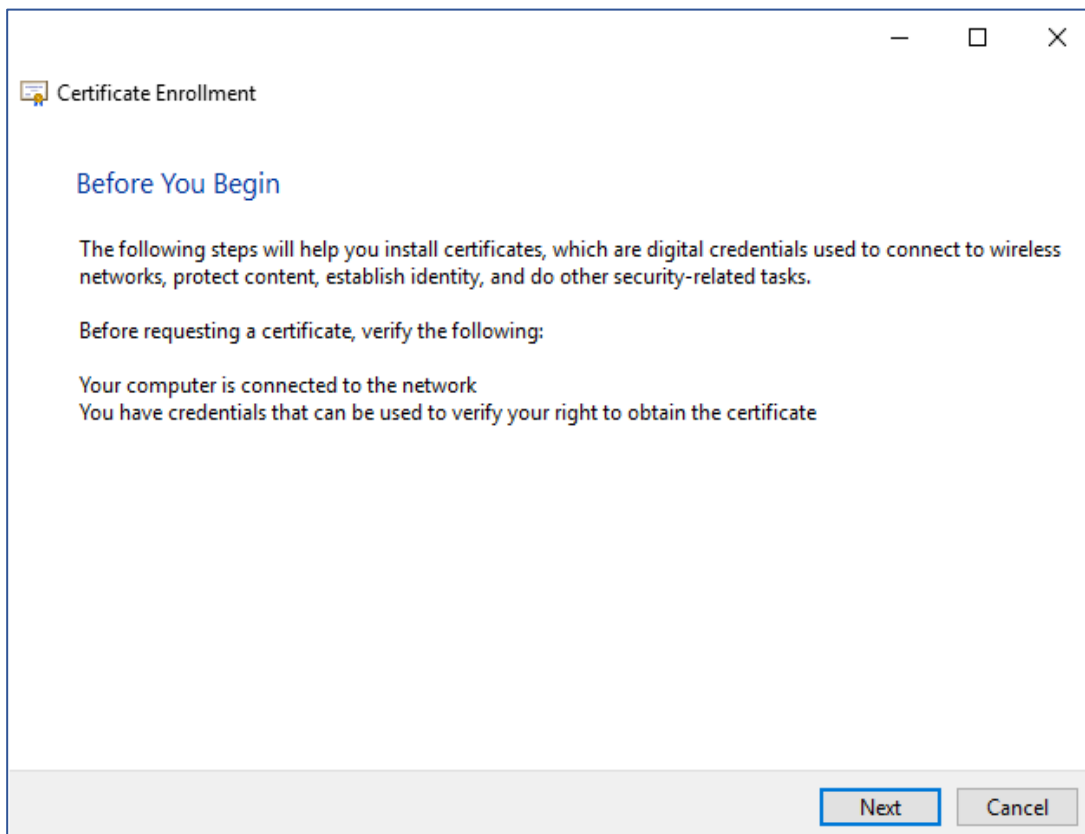 Certificate Enrollment
Before You Begin
The following steps will help you install certificates, which are digital credentials used to connect to wireless
networks, protect content, establish identity, and do other security-related tasks.
Before requesting a certificate, verify the following:
Your computer is connected to the network
You have credentials that can be used to verify your right to obtain the certificate
Next
Cancel